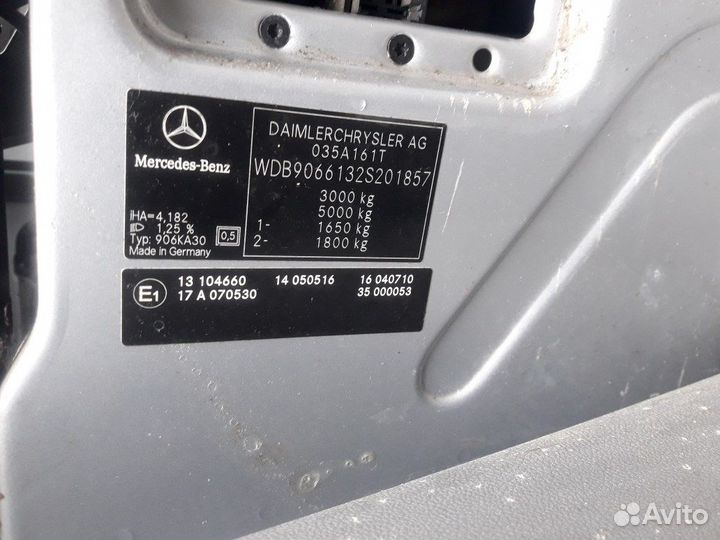 Mercedes-Benz
iHA=4,182
1,25 %
Typ: 906KA30
0,5
Made in Germany
DAIMLERCHRYSLER AG
035A161T
WDB9066132S201857
3000 kg
5000 kg
1- 1650 kg
2- 1800 kg
E1
13 104660 14 050516 16 040710
17 A 070530 35 000053
Avito